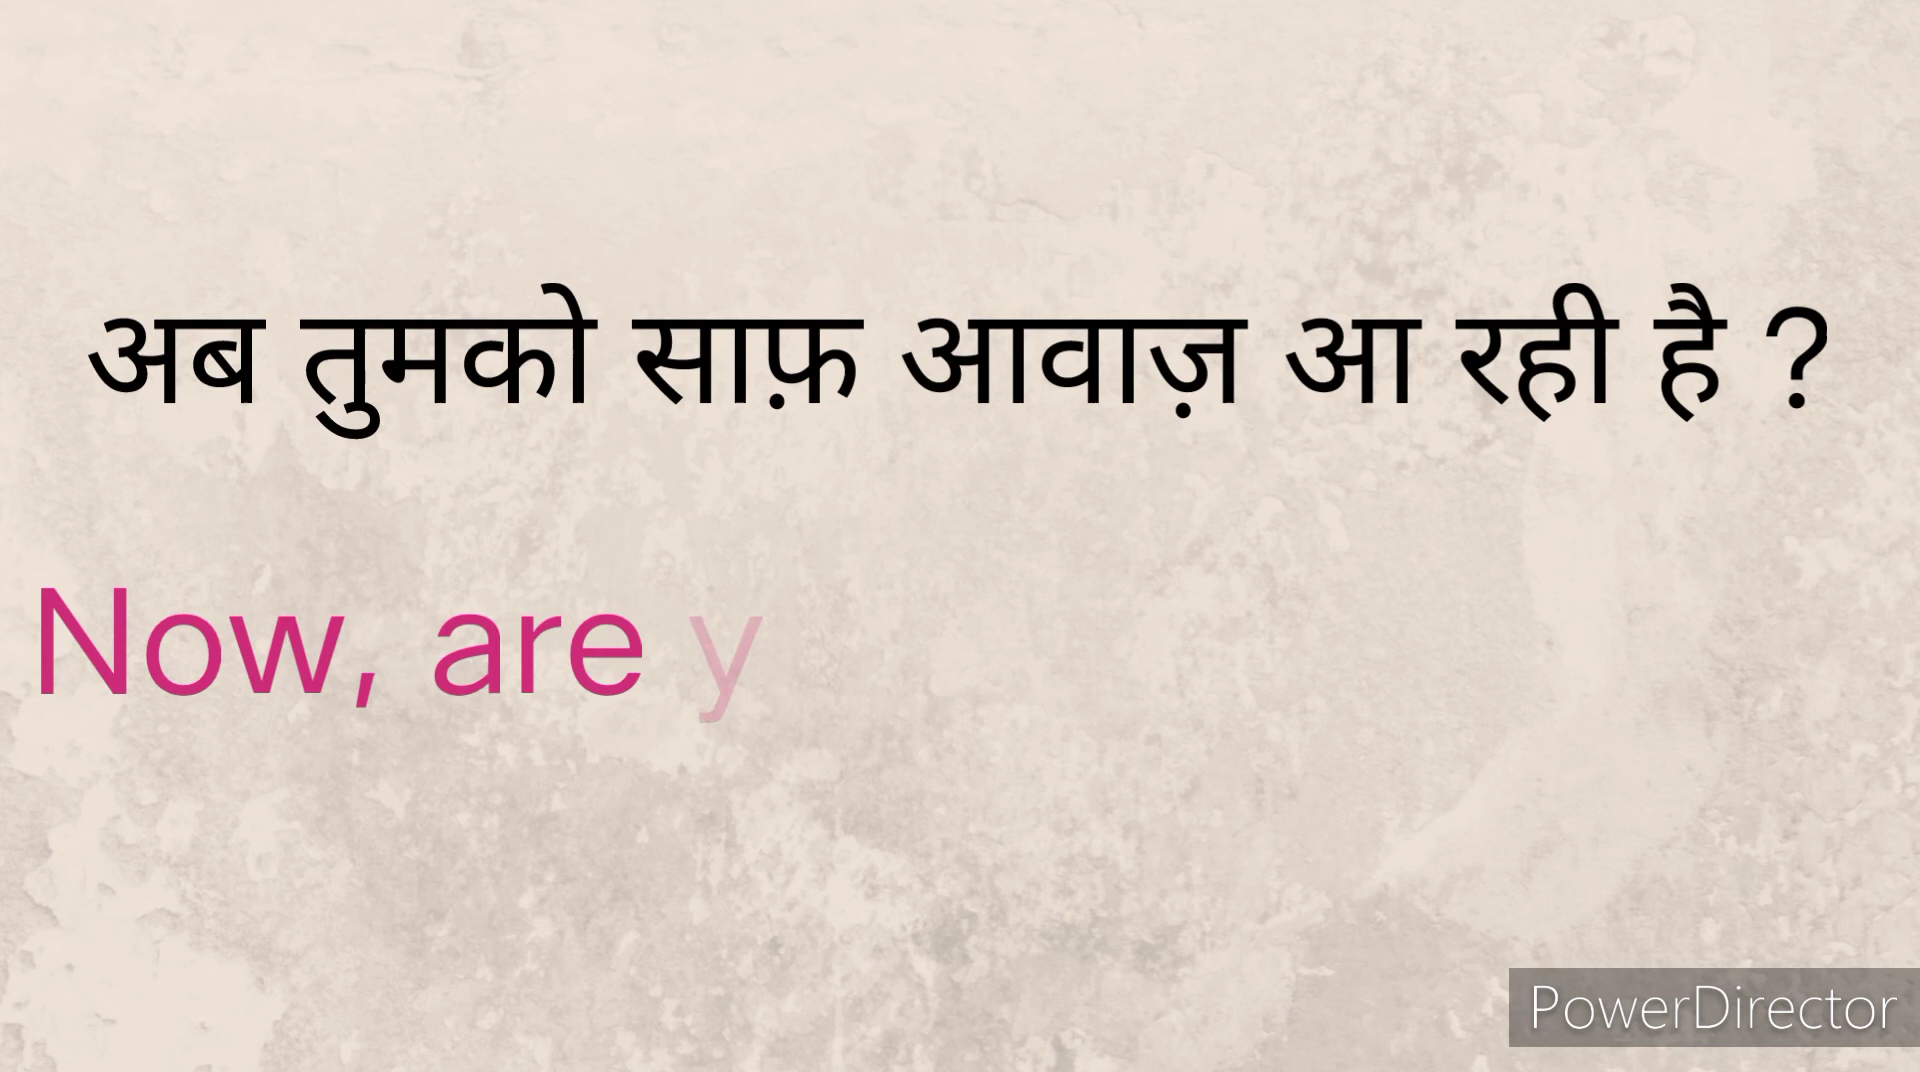 अब तुमको साफ़ आवाज़ आ रही है ?
Now, are y
PowerDirector